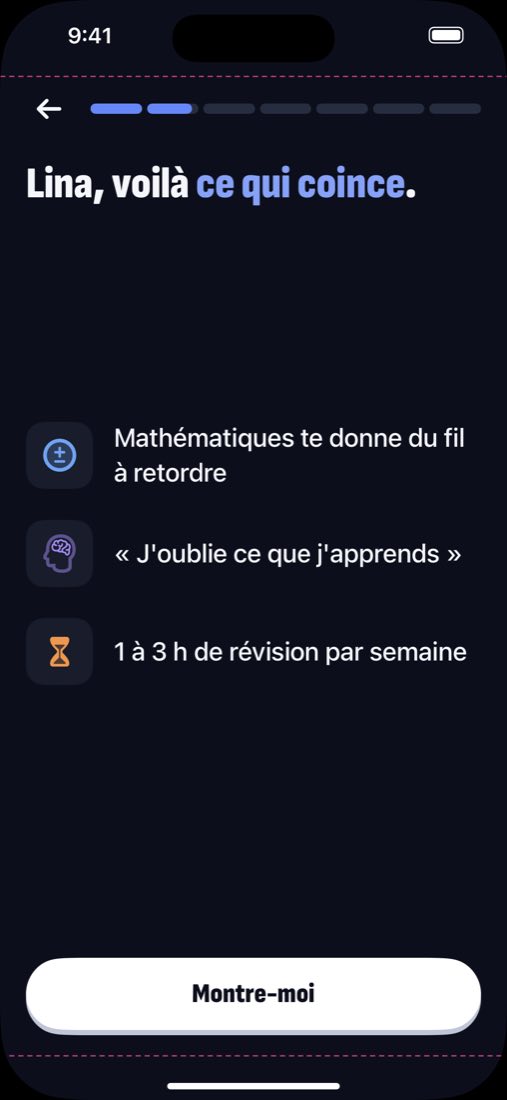 9:41
Lina, voilà ce qui coince.
Mathématiques te donne du fil
à retordre
« J'oublie ce que j'apprends »
1 à 3 h de révision par semaine
Montre-moi